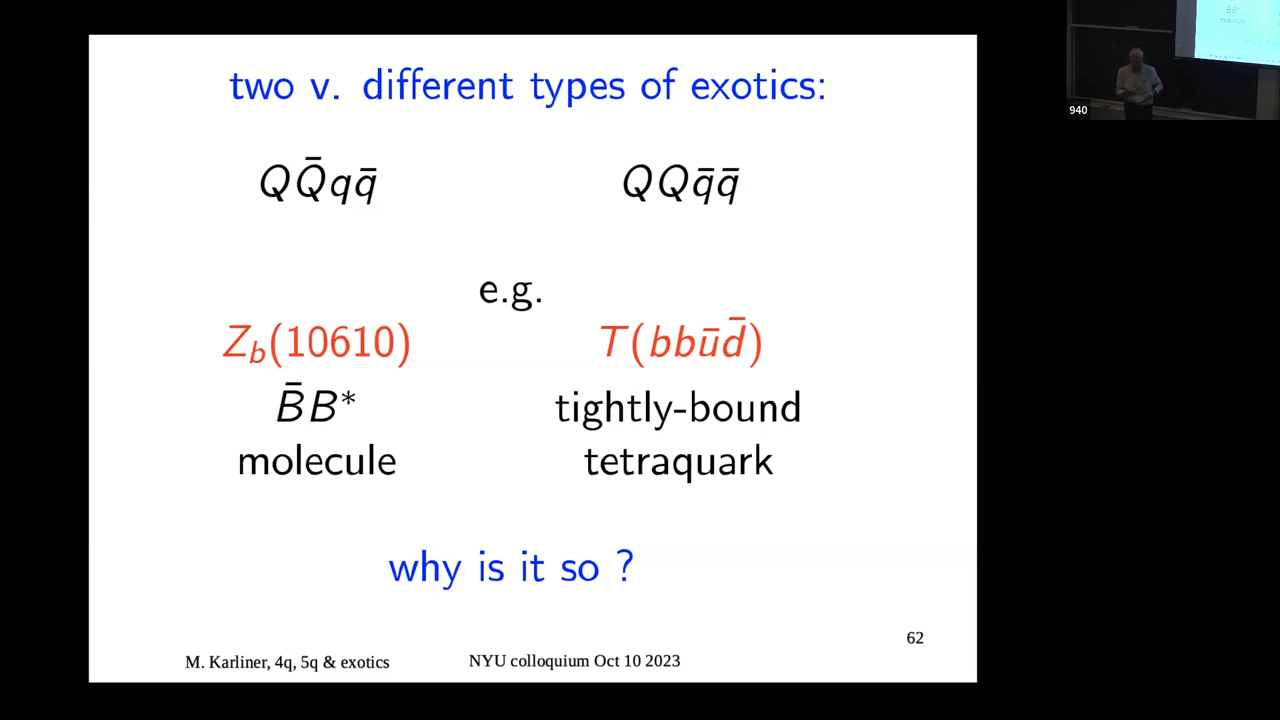 two v. different types of exotics:
QQ̄qq̄ QQq̄q̄
e.g.
Z_b(10610) T(bbūd̄)
B̄B* tightly-bound
molecule tetraquark
why is it so ?
62
M. Karliner, 4q, 5q & exotics NYU colloquium Oct 10 2023
B̄B*
molecule
940